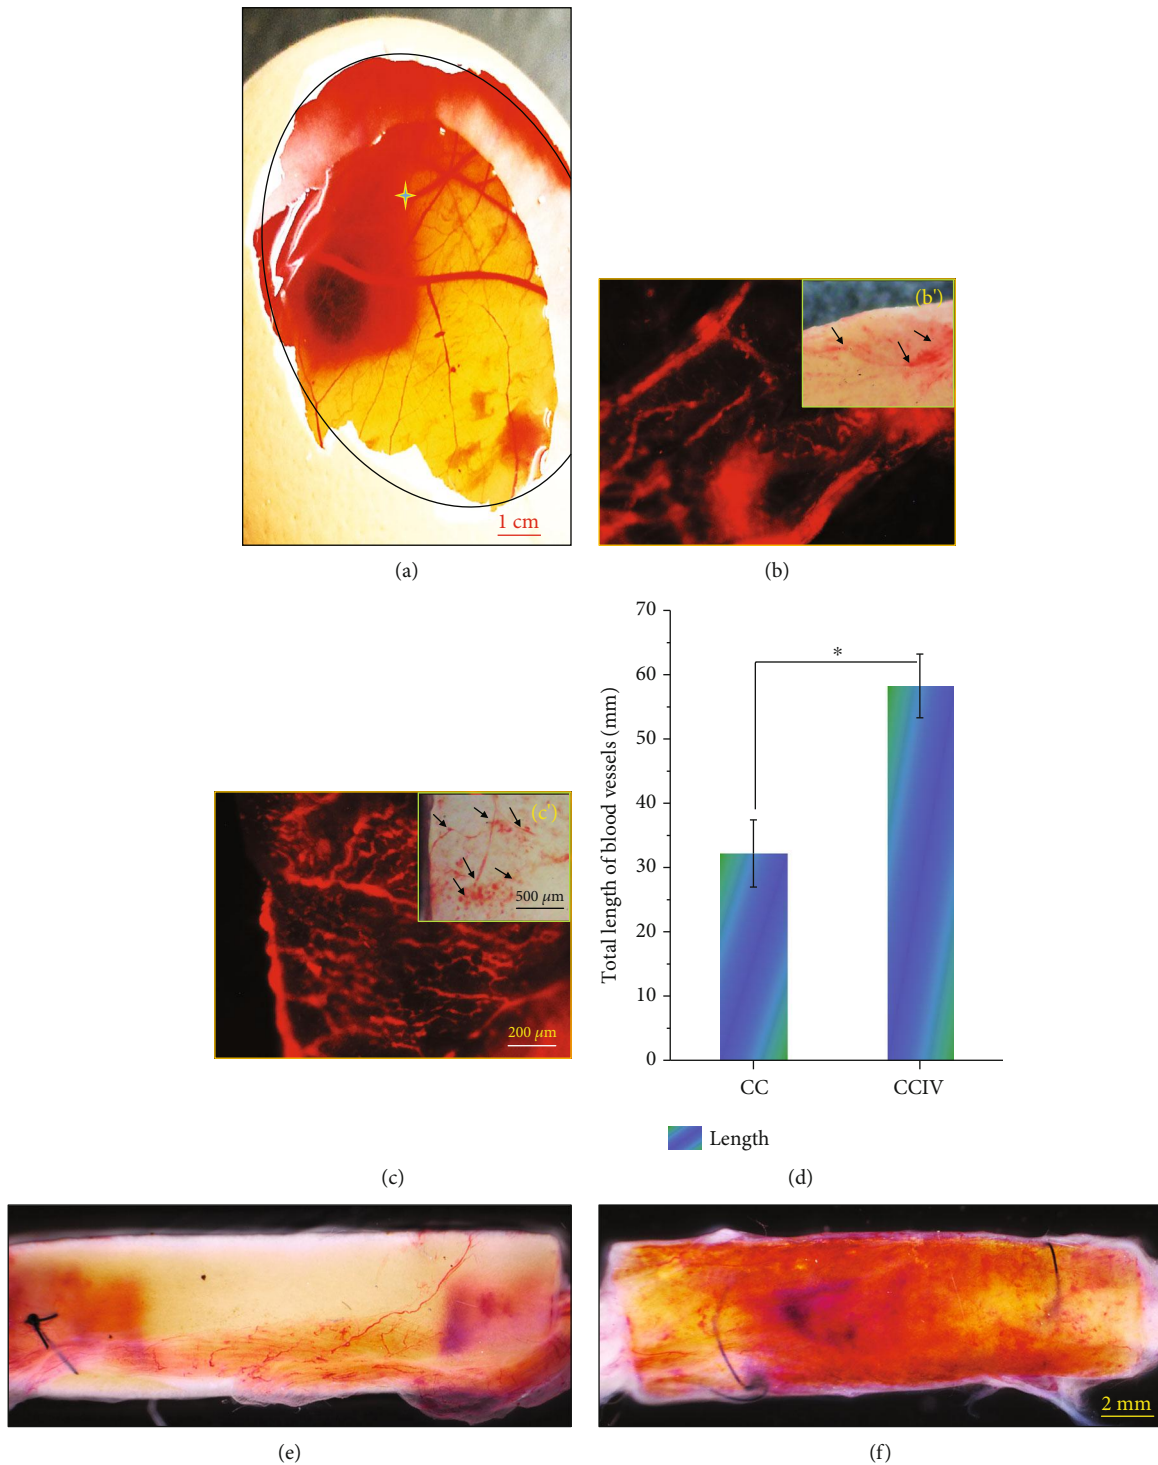 1 cm
(a)
(b')
(b)
(c')
500 µm
200 µm
(c)
70
60
50
40
30
20
10
0
Total length of blood vessels (mm)
*
CC
CCIV
Length
(d)
(e)
2 mm
(f)